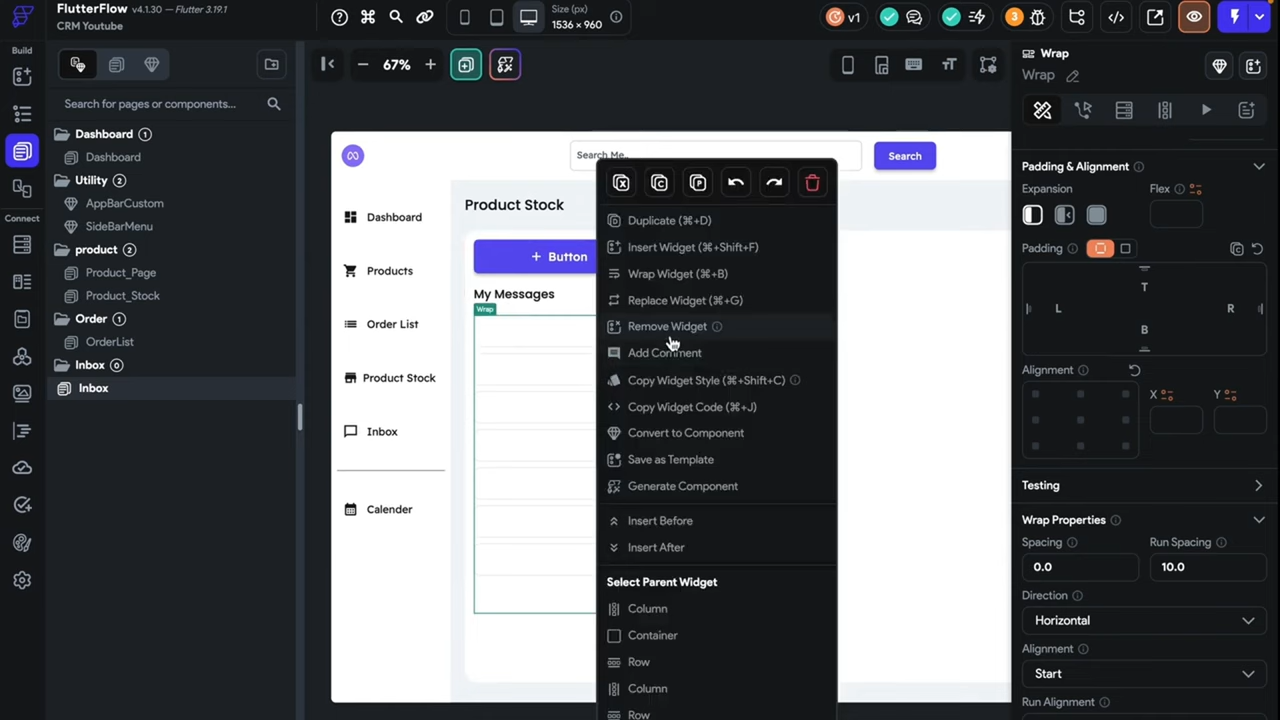 FlutterFlow v4.1.30 - Flutter 3.19.1
CRM Youtube
Size (px)
1536 × 960
v1
3
Build
Connect
Search for pages or components...
Dashboard (1)
Dashboard
Utility (2)
AppBarCustom
SideBarMenu
product (2)
Product_Page
Product_Stock
Order (1)
OrderList
Inbox (0)
Inbox
67%
Search Me..
Search
Dashboard
Products
Order List
Product Stock
Inbox
Calender
Product Stock
+ Button
My Messages
Wrap
Duplicate (⌘+D)
Insert Widget (⌘+Shift+F)
Wrap Widget (⌘+B)
Replace Widget (⌘+G)
Remove Widget
Add Comment
Copy Widget Style (⌘+Shift+C)
Copy Widget Code (⌘+J)
Convert to Component
Save as Template
Generate Component
Insert Before
Insert After
Select Parent Widget
Column
Container
Row
Column
Row
Wrap
Wrap
Padding & Alignment
Expansion
Flex
Padding
T
L
R
B
Alignment
X
Y
Testing
Wrap Properties
Spacing
Run Spacing
0.0
10.0
Direction
Horizontal
Alignment
Start
Run Alignment